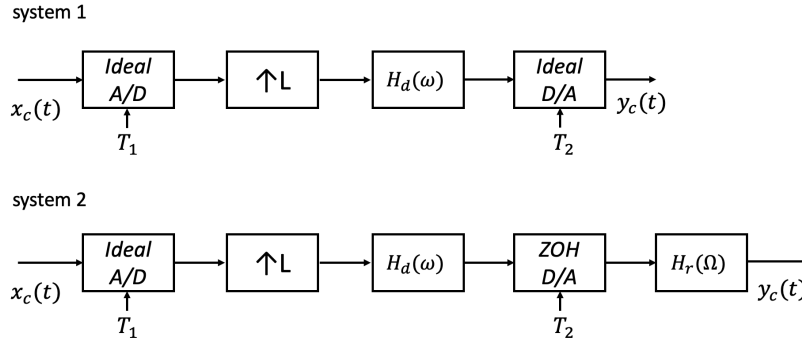 system 1
Ideal
A/D
↑L
H_d(ω)
Ideal
D/A
x_c(t)
y_c(t)
T_1
T_2
system 2
Ideal
A/D
↑L
H_d(ω)
ZOH
D/A
H_r(Ω)
x_c(t)
y_c(t)
T_1
T_2